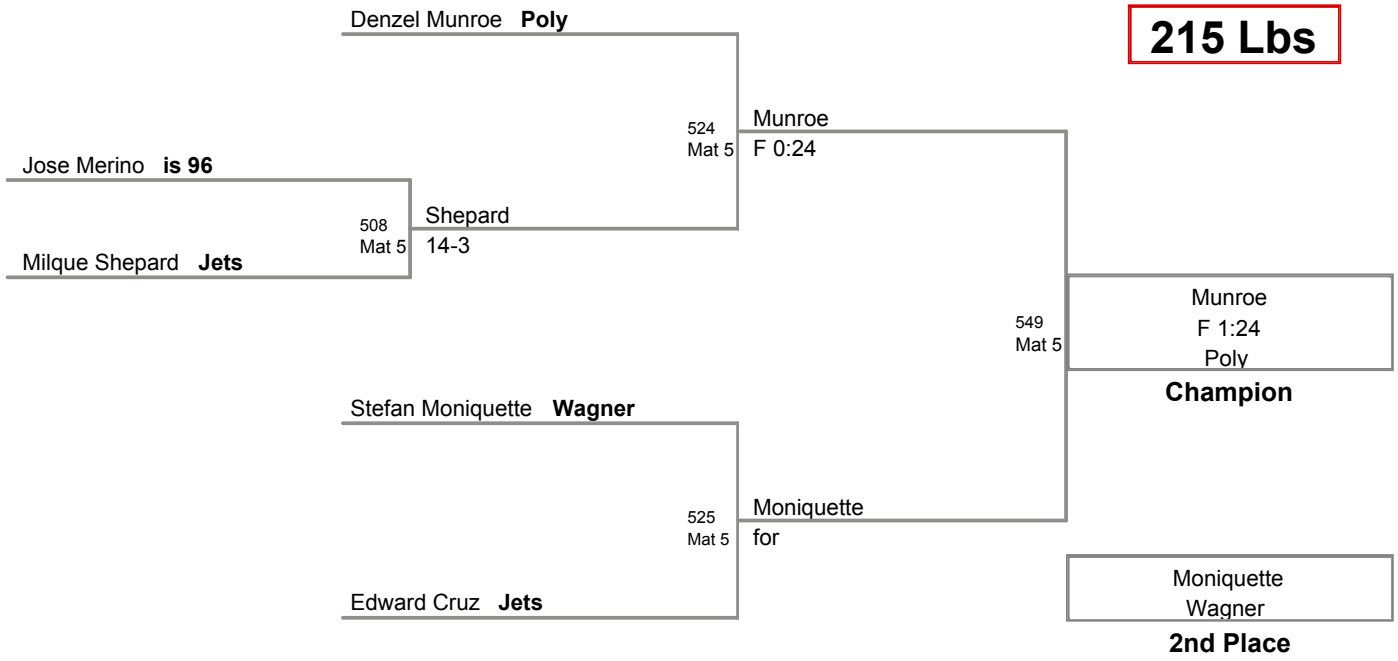 Denzel Munroe Poly
215 Lbs
524
Mat 5
Munroe
F 0:24
Jose Merino is 96
508
Mat 5
Shepard
14-3
Milque Shepard Jets
549
Mat 5
Munroe
F 1:24
Poly
Champion
Stefan Moniquette Wagner
525
Mat 5
Moniquette
for
Edward Cruz Jets
Moniquette
Wagner
2nd Place